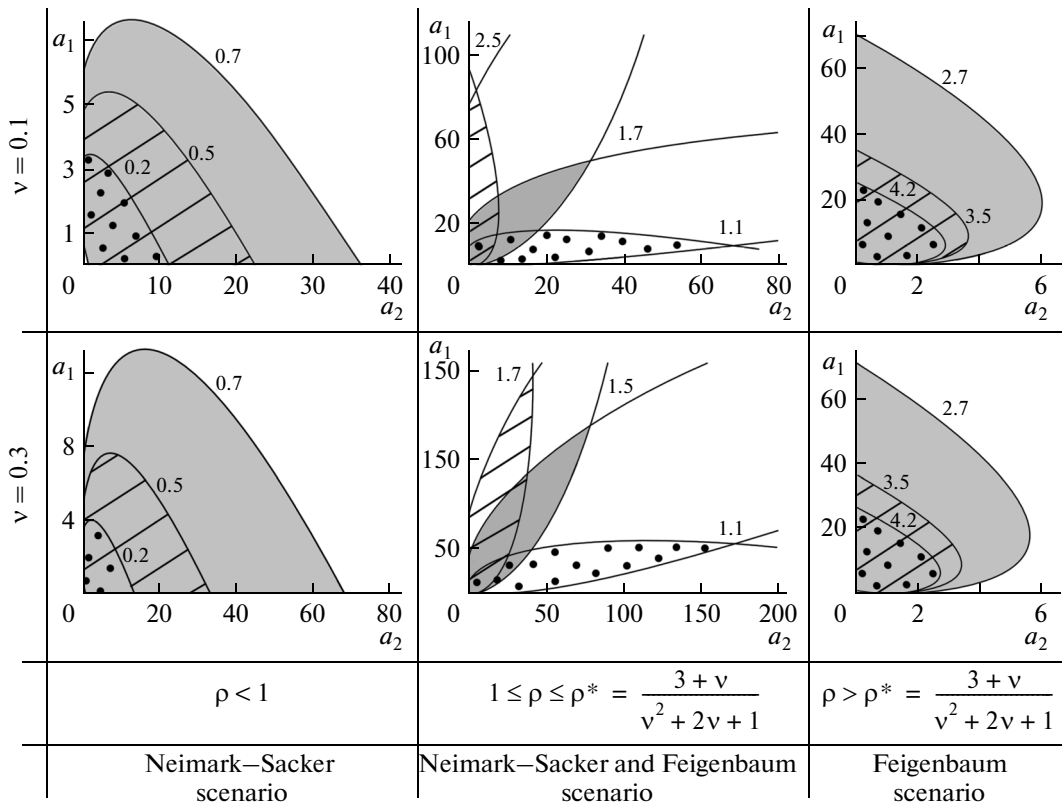 ν = 0.1
a1
5
3
1
0.7
0.5
0.2
0 10 20 30 40
a2
a1
100
60
20
2.5
1.7
1.1
0 20 40 60 80
a2
a1
60
40
20
2.7
4.2
3.5
0 2 6
a2
ν = 0.3
a1
8
4
0.7
0.5
0.2
0 20 40 60 80
a2
a1
150
150
50
1.7
1.5
1.1
0 50 100 150 200
a2
a1
60
40
20
2.7
3.5
4.2
0 2 6
a2
ρ < 1
1 ≤ ρ ≤ ρ* = (3 + ν)/(ν² + 2ν + 1)
ρ > ρ* = (3 + ν)/(ν² + 2ν + 1)
Neimark–Sacker
scenario
Neimark–Sacker and Feigenbaum
scenario
Feigenbaum
scenario